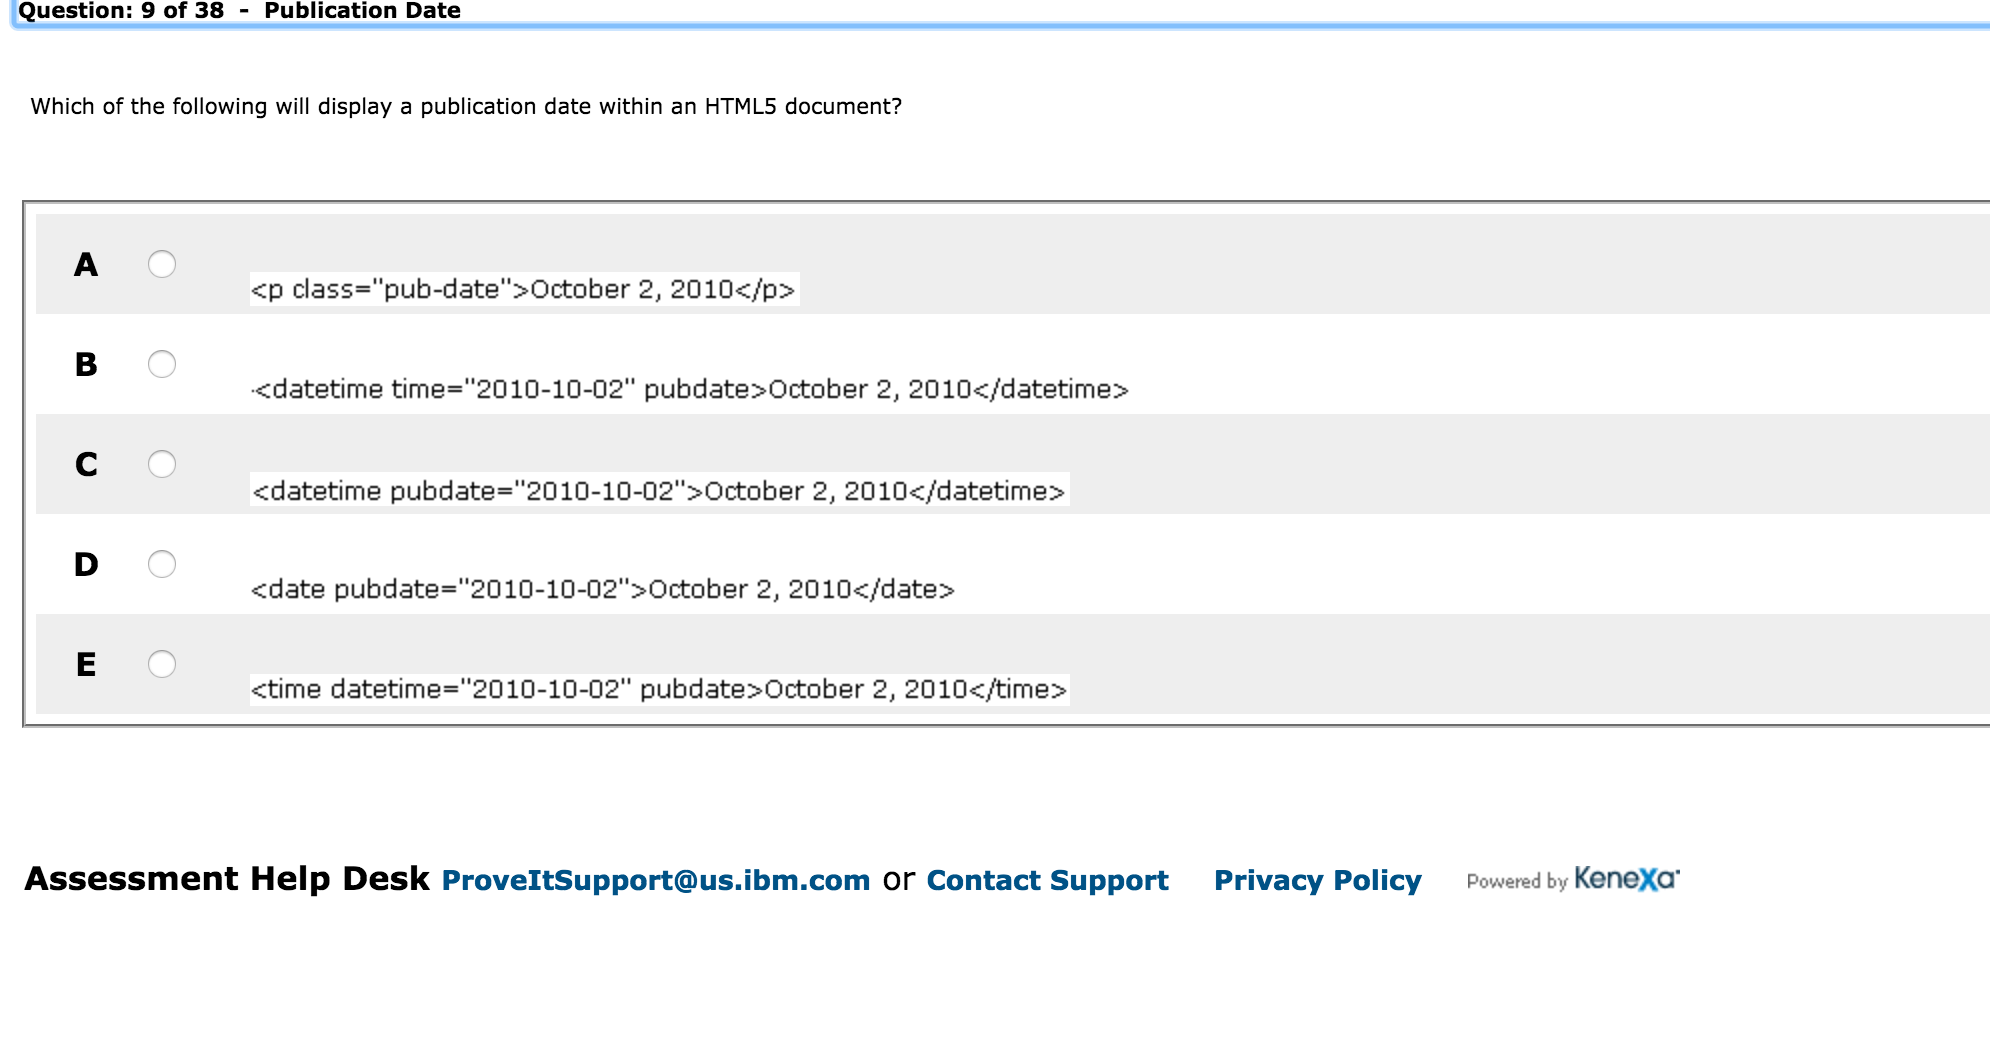 Question: 9 of 38 - Publication Date
Which of the following will display a publication date within an HTML5 document?
A
<p class="pub-date">October 2, 2010</p>
B
<datetime time="2010-10-02" pubdate>October 2, 2010</datetime>
C
<datetime pubdate="2010-10-02">October 2, 2010</datetime>
D
<date pubdate="2010-10-02">October 2, 2010</date>
E
<time datetime="2010-10-02" pubdate>October 2, 2010</time>
Assessment Help Desk ProveItSupport@us.ibm.com or Contact Support Privacy Policy Powered by Kenexa